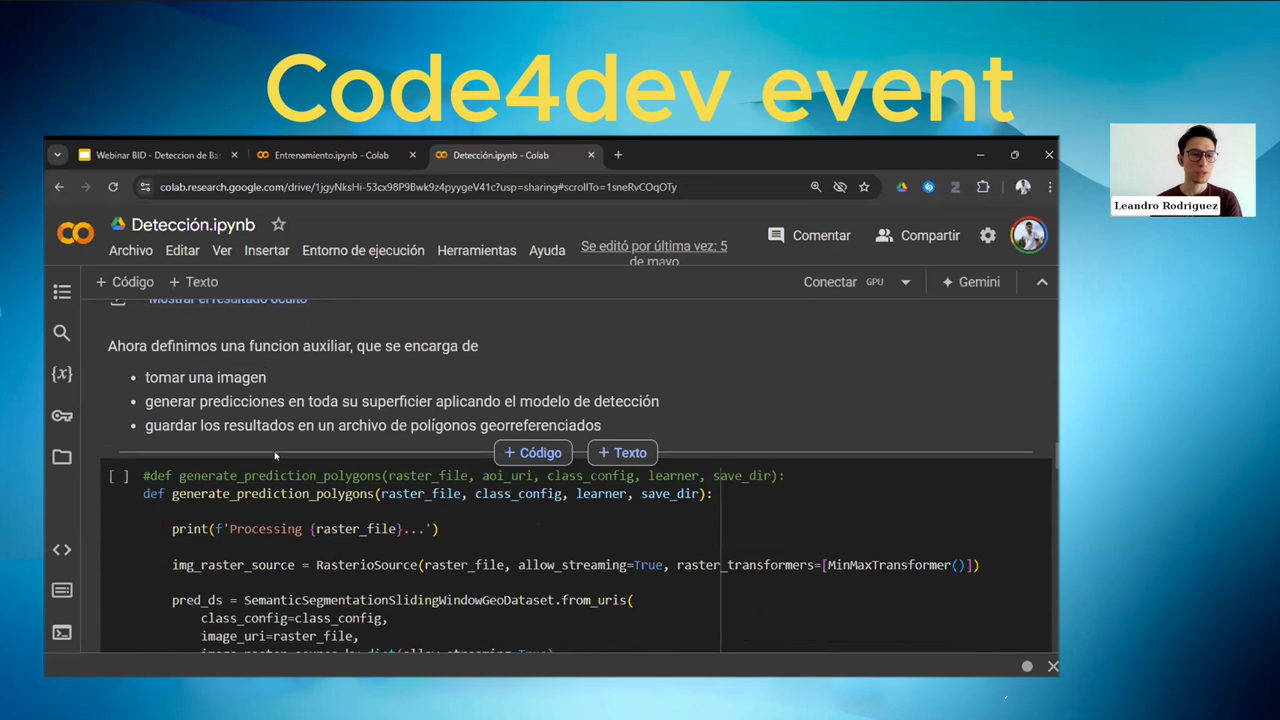 Code4dev event
Webinar BID - Deteccion de Ba
Entrenamiento.ipynb - Colab
Detección.ipynb - Colab
colab.research.google.com/drive/1jgyNksHi-53cx98P9Bwk9z4pyygeV41c?usp=sharing#scrollTo=1sneRvCOqOTy
Leandro Rodriguez
Detección.ipynb
Archivo Editar Ver Insertar Entorno de ejecución Herramientas Ayuda
Se editó por última vez: 5
de mayo
Comentar
Compartir
+ Código + Texto
Conectar GPU
Gemini
Mostrar el resultado oculto
Ahora definimos una funcion auxiliar, que se encarga de
• tomar una imagen
• generar predicciones en toda su superficier aplicando el modelo de detección
• guardar los resultados en un archivo de polígonos georreferenciados
+ Código + Texto
[ ] #def generate_prediction_polygons(raster_file, aoi_uri, class_config, learner, save_dir):
def generate_prediction_polygons(raster_file, class_config, learner, save_dir):
print(f'Processing {raster_file}...')
img_raster_source = RasterioSource(raster_file, allow_streaming=True, raster_transformers=[MinMaxTransformer()])
pred_ds = SemanticSegmentationSlidingWindowGeoDataset.from_uris(
class_config=class_config,
image_uri=raster_file,